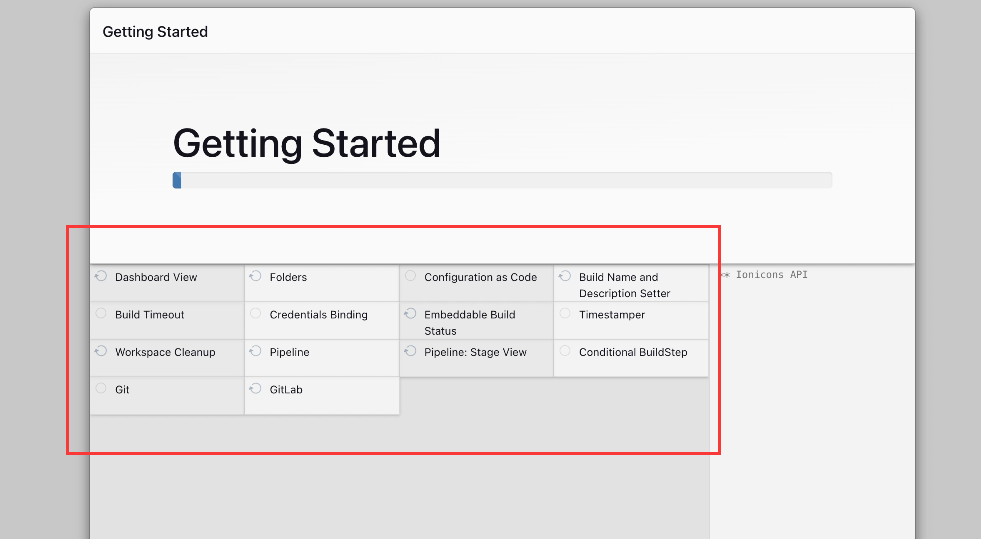 Getting Started
Getting Started
Dashboard View
Folders
Configuration as Code
Build Name and
Description Setter
** Ionicons API
Build Timeout
Credentials Binding
Embeddable Build
Status
Timestamper
Workspace Cleanup
Pipeline
Pipeline: Stage View
Conditional BuildStep
Git
GitLab